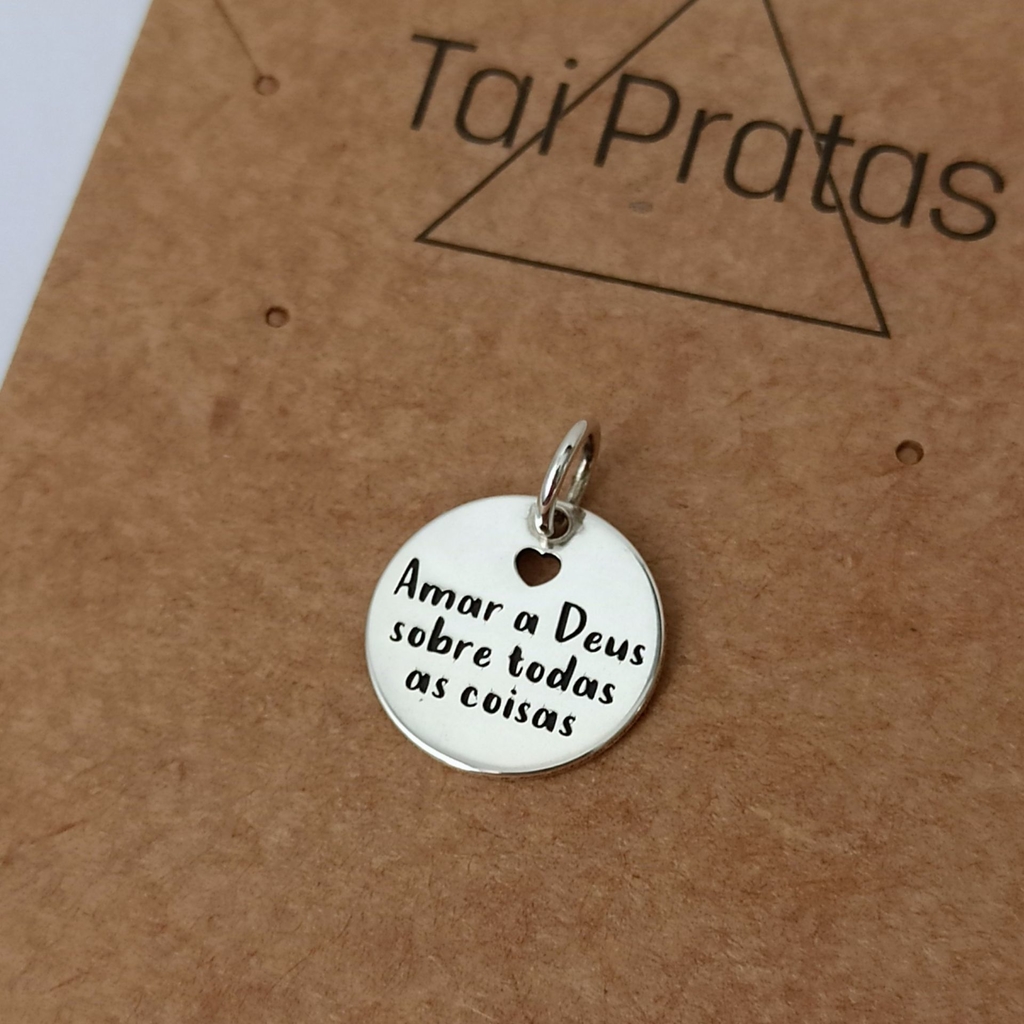 Tai Pratas
Amar a Deus
sobre todas
as coisas